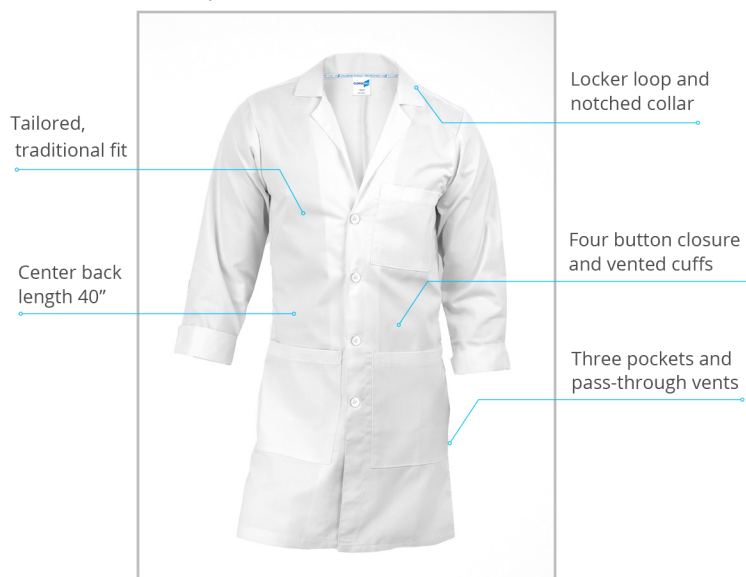 Locker loop and
notched collar
Tailored,
traditional fit
Four button closure
and vented cuffs
Center back
length 40”
Three pockets and
pass-through vents